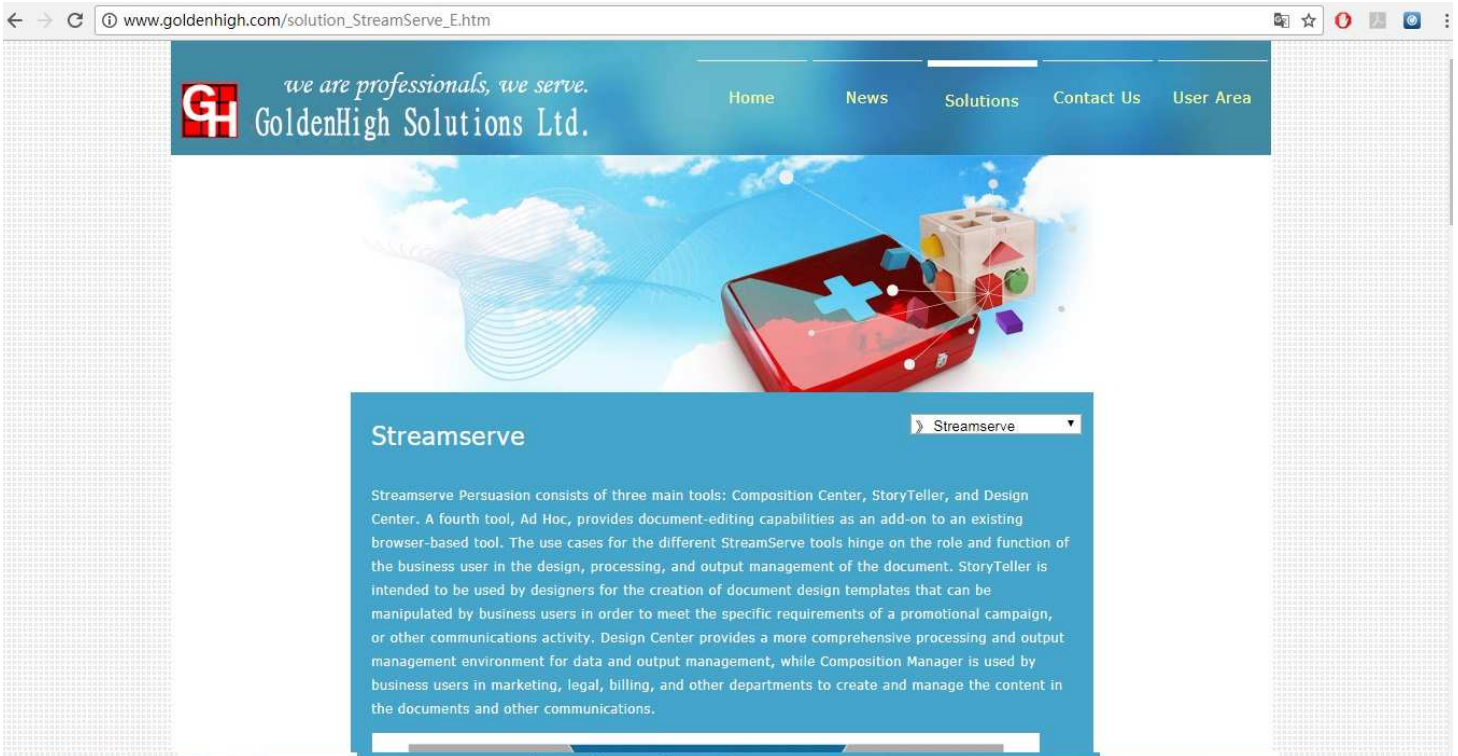 www.goldenhigh.com/solution_StreamServe_E.htm
GH
we are professionals, we serve.
GoldenHigh Solutions Ltd.
Home News Solutions Contact Us User Area
Streamserve
》 Streamserve
Streamserve Persuasion consists of three main tools: Composition Center, StoryTeller, and Design
Center. A fourth tool, Ad Hoc, provides document-editing capabilities as an add-on to an existing
browser-based tool. The use cases for the different StreamServe tools hinge on the role and function of
the business user in the design, processing, and output management of the document. StoryTeller is
intended to be used by designers for the creation of document design templates that can be
manipulated by business users in order to meet the specific requirements of a promotional campaign,
or other communications activity. Design Center provides a more comprehensive processing and output
management environment for data and output management, while Composition Manager is used by
business users in marketing, legal, billing, and other departments to create and manage the content in
the documents and other communications.